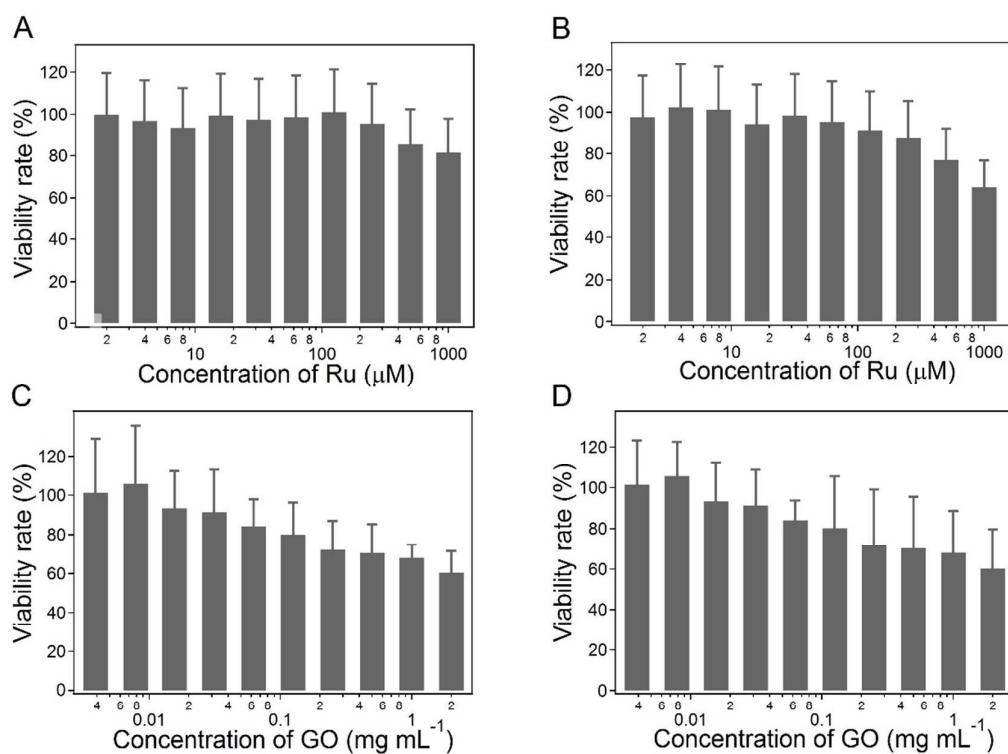 A
Viability rate (%)
120
100
80
60
40
20
0
2 4 6 8 2 4 6 8 2 4 6 8
10 100 1000
Concentration of Ru (μM)
B
Viability rate (%)
120
100
80
60
40
20
0
2 4 6 8 2 4 6 8 2 4 6 8
10 100 1000
Concentration of Ru (μM)
C
Viability rate (%)
120
100
80
60
40
20
0
4 6 8 2 4 6 8 2 4 6 8 2
0.01 0.1 1
Concentration of GO (mg mL⁻¹)
D
Viability rate (%)
120
100
80
60
40
20
0
4 6 8 2 4 6 8 2 4 6 8 2
0.01 0.1 1
Concentration of GO (mg mL⁻¹)